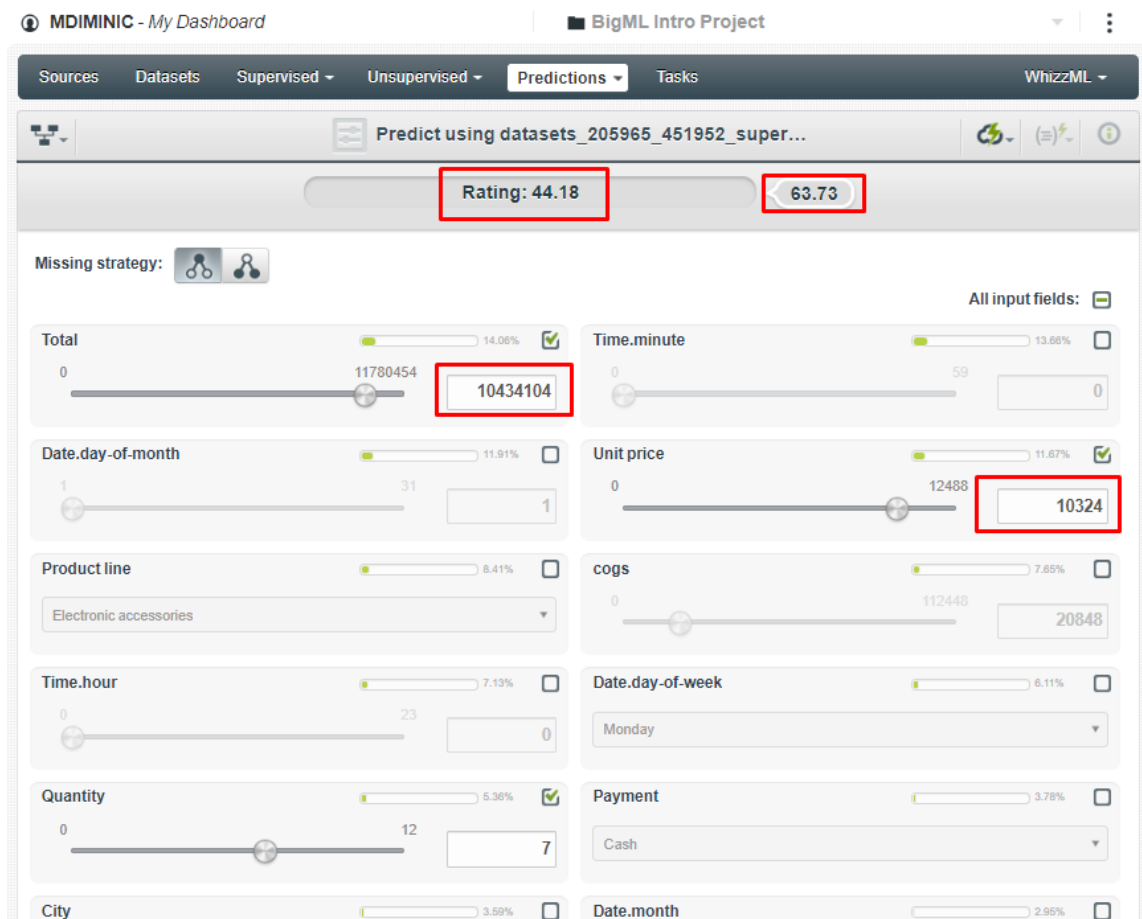 MDIMINIC - My Dashboard BigML Intro Project
Sources Datasets Supervised Unsupervised Predictions Tasks WhizzML
Predict using datasets_205965_451952_super...
Rating: 44.18 63.73
Missing strategy:
All input fields:
Total 14.06% Time.minute 13.66%
0 11780454 10434104 0 59 0
Date.day-of-month 11.91% Unit price 11.67%
1 31 1 0 12488 10324
Product line 8.41% cogs 7.65%
Electronic accessories 0 112448 20848
Time.hour 7.13% Date.day-of-week 6.11%
0 23 0 Monday
Quantity 5.36% Payment 3.78%
0 12 7 Cash
City 3.59% Date.month 2.95%